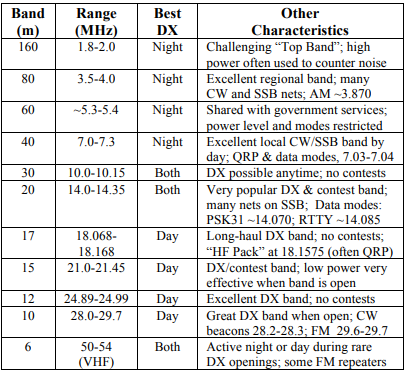 Band Range Best Other
(m) (MHz) DX Characteristics
160 1.8-2.0 Night Challenging “Top Band”; high
power often used to counter noise
80 3.5-4.0 Night Excellent regional band; many
CW and SSB nets; AM ~3.870
60 ~5.3-5.4 Night Shared with government services;
power level and modes restricted
40 7.0-7.3 Night Excellent local CW/SSB band by
day; QRP & data modes, 7.03-7.04
30 10.0-10.15 Both DX possible anytime; no contests
20 14.0-14.35 Both Very popular DX & contest band;
many nets on SSB;  Data modes:
PSK31 ~14.070; RTTY ~14.085
17 18.068- Day Long-haul DX band; no contests;
18.168 “HF Pack” at 18.1575 (often QRP)
15 21.0-21.45 Day DX/contest band; low power very
effective when band is open
12 24.89-24.99 Day Excellent DX band; no contests
10 28.0-29.7 Day Great DX band when open; CW
beacons 28.2-28.3; FM  29.6-29.7
6 50-54 Both Active night or day during rare
(VHF) DX openings; some FM repeaters